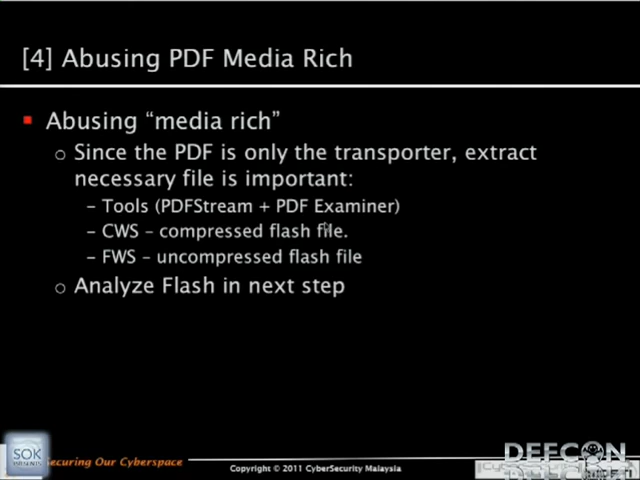 [4] Abusing PDF Media Rich
Abusing “media rich”
Since the PDF is only the transporter, extract
necessary file is important:
– Tools (PDFStream + PDF Examiner)
– CWS – compressed flash file.
– FWS – uncompressed flash file
Analyze Flash in next step
SOK
Securing Our Cyberspace
Copyright © 2011 CyberSecurity Malaysia
DEFCON